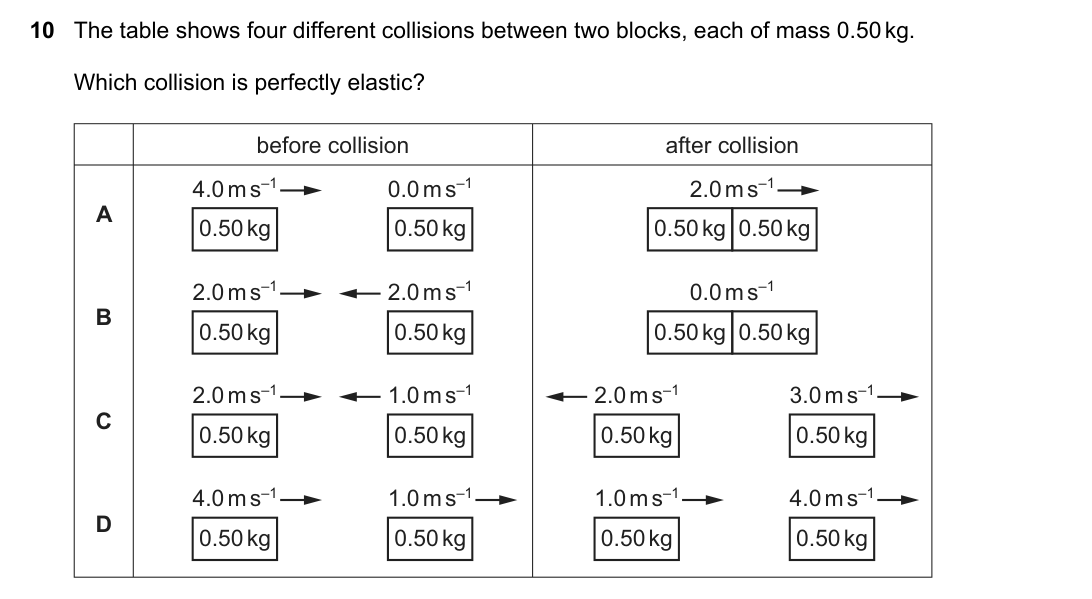 10 The table shows four different collisions between two blocks, each of mass 0.50 kg.
Which collision is perfectly elastic?
before collision after collision
4.0 m s⁻¹ 0.0 m s⁻¹ 2.0 m s⁻¹
A 0.50 kg 0.50 kg 0.50 kg 0.50 kg
2.0 m s⁻¹ 2.0 m s⁻¹ 0.0 m s⁻¹
B 0.50 kg 0.50 kg 0.50 kg 0.50 kg
2.0 m s⁻¹ 1.0 m s⁻¹ 2.0 m s⁻¹ 3.0 m s⁻¹
C 0.50 kg 0.50 kg 0.50 kg 0.50 kg
4.0 m s⁻¹ 1.0 m s⁻¹ 1.0 m s⁻¹ 4.0 m s⁻¹
D 0.50 kg 0.50 kg 0.50 kg 0.50 kg